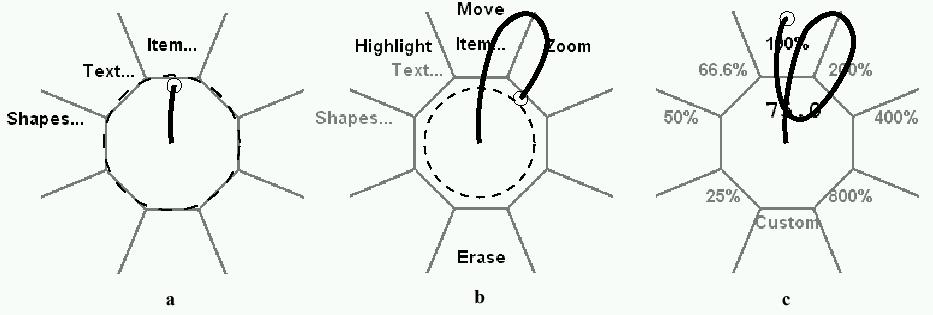 Item...
Text...
Shapes...
a
Move
Highlight
Item...
Zoom
Text...
Shapes...
Erase
b
100%
66.6%
200%
50%
400%
25%
800%
Custom
c